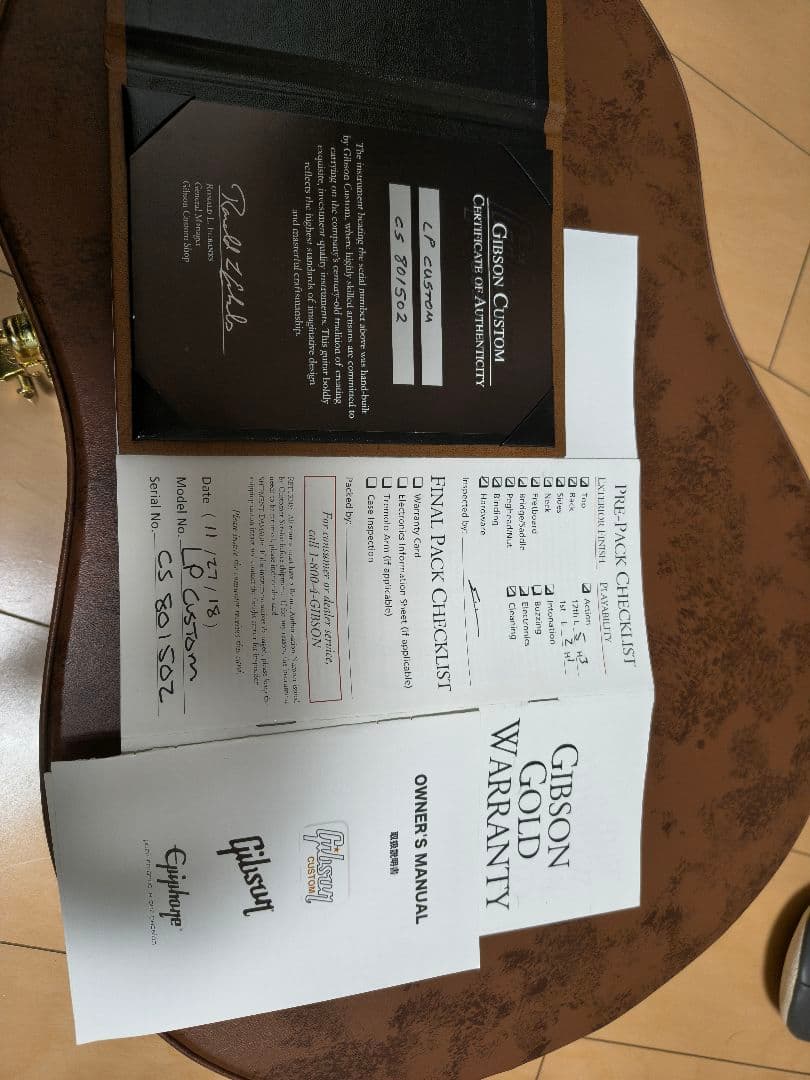 GIBSON CUSTOM
CERTIFICATE OF AUTHENTICITY
LP CUSTOM
CS 801502
The instrument bearing the serial number above was hand-built
by Gibson Custom, where highly skilled artisans are committed to
carrying on the company's century-old tradition of creating
exquisite, investment-quality instruments. This guitar boldly
reflects the highest standards of imaginative design
and masterful craftsmanship.
General Manager
Gibson Custom Shop
PRE-PACK CHECKLIST
EXTERIOR FINISH PLAYABILITY
Top Action
Back 12th L 5 H 3
Sides 1st L 2 H 1
Neck Intonation
Fretboard Buzzing
Bridge/Saddle Electronics
Peghead/Nut Cleaning
Binding
Hardware
Inspected by:
FINAL PACK CHECKLIST
Warranty Card
Electronics Information Sheet (if applicable)
Tremolo Arm (if applicable)
Case Inspection
Packed by:
For consumer or dealer service,
call 1-800-4-GIBSON
Date (11/27/18)
Model No. LP CUSTOM
Serial No. CS 801502
GIBSON
GOLD
WARRANTY
OWNER'S MANUAL
取扱説明書
Gibson
CUSTOM
Gibson
Epiphone